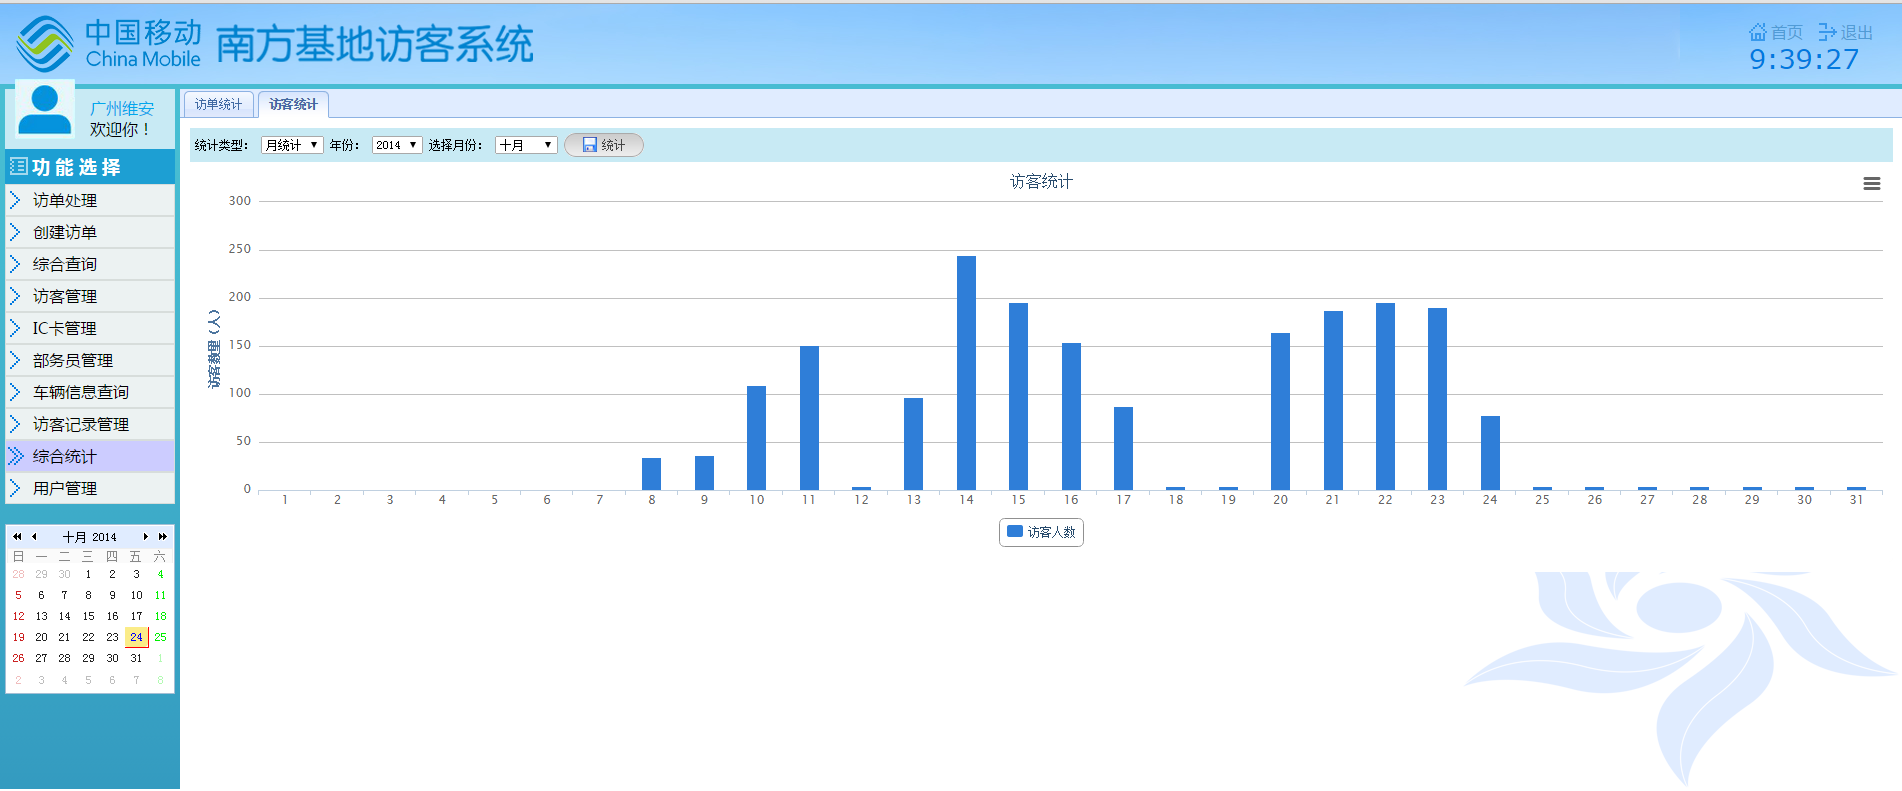 中国移动
China Mobile
南方基地访客系统
首页 退出
9:39:27
广州维安
欢迎你！
功能选择
访单处理
创建访单
综合查询
访客管理
IC卡管理
部务员管理
车辆信息查询
访客记录管理
综合统计
用户管理
十月 2014
日 一 二 三 四 五 六
28 29 30 1 2 3 4
5 6 7 8 9 10 11
12 13 14 15 16 17 18
19 20 21 22 23 24 25
26 27 28 29 30 31 1
2 3 4 5 6 7 8
访单统计 访客统计
统计类型： 月统计 年份： 2014 选择月份： 十月 统计
访客统计
访客数量（人）
300
250
200
150
100
50
0
1 2 3 4 5 6 7 8 9 10 11 12 13 14 15 16 17 18 19 20 21 22 23 24 25 26 27 28 29 30 31
访客人数